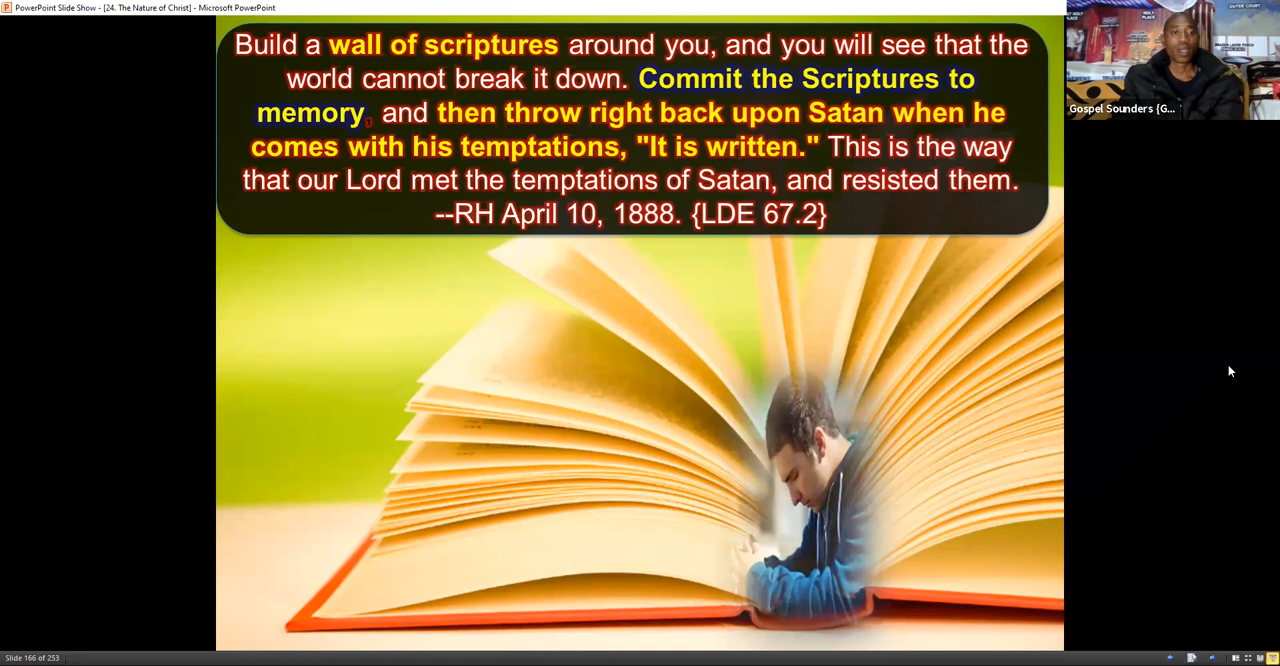 PowerPoint Slide Show - [24. The Nature of Christ] - Microsoft PowerPoint
Build a wall of scriptures around you, and you will see that the
world cannot break it down. Commit the Scriptures to
memory, and then throw right back upon Satan when he
comes with his temptations, "It is written." This is the way
that our Lord met the temptations of Satan, and resisted them.
--RH April 10, 1888. {LDE 67.2}
HOLY
PLACE
OUTER COURT
Gospel Sounders {G...
Slide 166 of 253